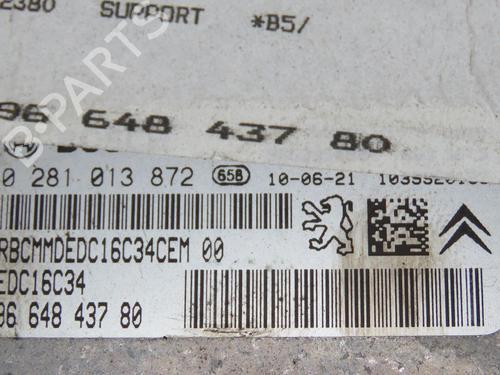 2380 SUPPORT *B5/
96 648 437 80
0 281 013 872 658 10-06-21
RBCMMDEDC16C34CEM 00
EDC16C34
96 648 437 80
B-PARTS